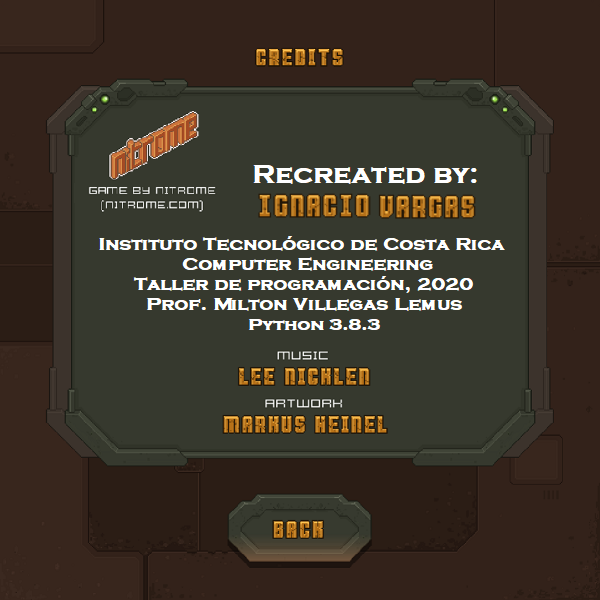 CREDITS
nitrome
GAME BY NITROME
(NITROME.COM)
RECREATED BY:
IGNACIO VARGAS
INSTITUTO TECNOLÓGICO DE COSTA RICA
COMPUTER ENGINEERING
TALLER DE PROGRAMACIÓN, 2020
PROF. MILTON VILLEGAS LEMUS
PYTHON 3.8.3
MUSIC
LEE NICKLEN
ARTWORK
MARKUS HEINEL
BACK